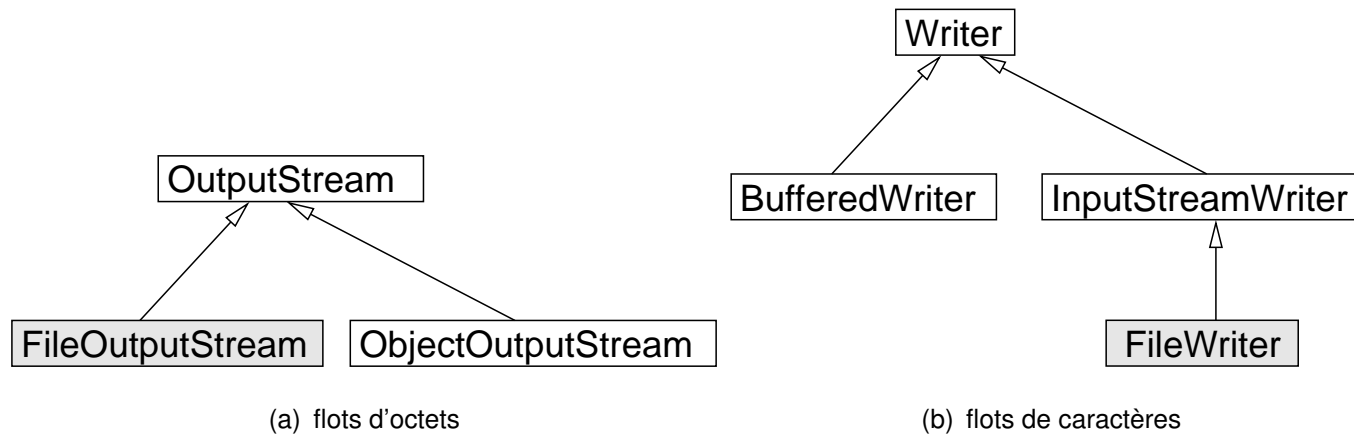 Writer
OutputStream
BufferedWriter
InputStreamWriter
FileOutputStream
ObjectOutputStream
FileWriter
(a) flots d'octets
(b) flots de caractères